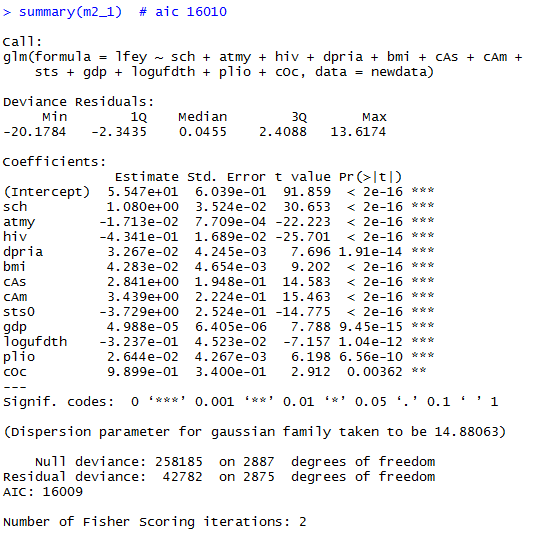 > summary(m2_1)  # aic 16010

Call:
glm(formula = lfey ~ sch + atmy + hiv + dpria + bmi + cAs + cAm +
    sts + gdp + logufdth + plio + cOc, data = newdata)

Deviance Residuals:
     Min        1Q    Median        3Q       Max
-20.1784   -2.3435    0.0455    2.4088   13.6174

Coefficients:
              Estimate Std. Error t value Pr(>|t|)
(Intercept)  5.547e+01  6.039e-01  91.859  < 2e-16 ***
sch          1.080e+00  3.524e-02  30.653  < 2e-16 ***
atmy        -1.713e-02  7.709e-04 -22.223  < 2e-16 ***
hiv         -4.341e-01  1.689e-02 -25.701  < 2e-16 ***
dpria        3.267e-02  4.245e-03   7.696 1.91e-14 ***
bmi          4.283e-02  4.654e-03   9.202  < 2e-16 ***
cAs          2.841e+00  1.948e-01  14.583  < 2e-16 ***
cAm          3.439e+00  2.224e-01  15.463  < 2e-16 ***
sts0        -3.729e+00  2.524e-01 -14.775  < 2e-16 ***
gdp          4.988e-05  6.405e-06   7.788 9.45e-15 ***
logufdth    -3.237e-01  4.523e-02  -7.157 1.04e-12 ***
plio         2.644e-02  4.267e-03   6.198 6.56e-10 ***
cOc          9.899e-01  3.400e-01   2.912  0.00362 **
---
Signif. codes:  0 ‘***’ 0.001 ‘**’ 0.01 ‘*’ 0.05 ‘.’ 0.1 ‘ ’ 1

(Dispersion parameter for gaussian family taken to be 14.88063)

    Null deviance: 258185  on 2887  degrees of freedom
Residual deviance:  42782  on 2875  degrees of freedom
AIC: 16009

Number of Fisher Scoring iterations: 2